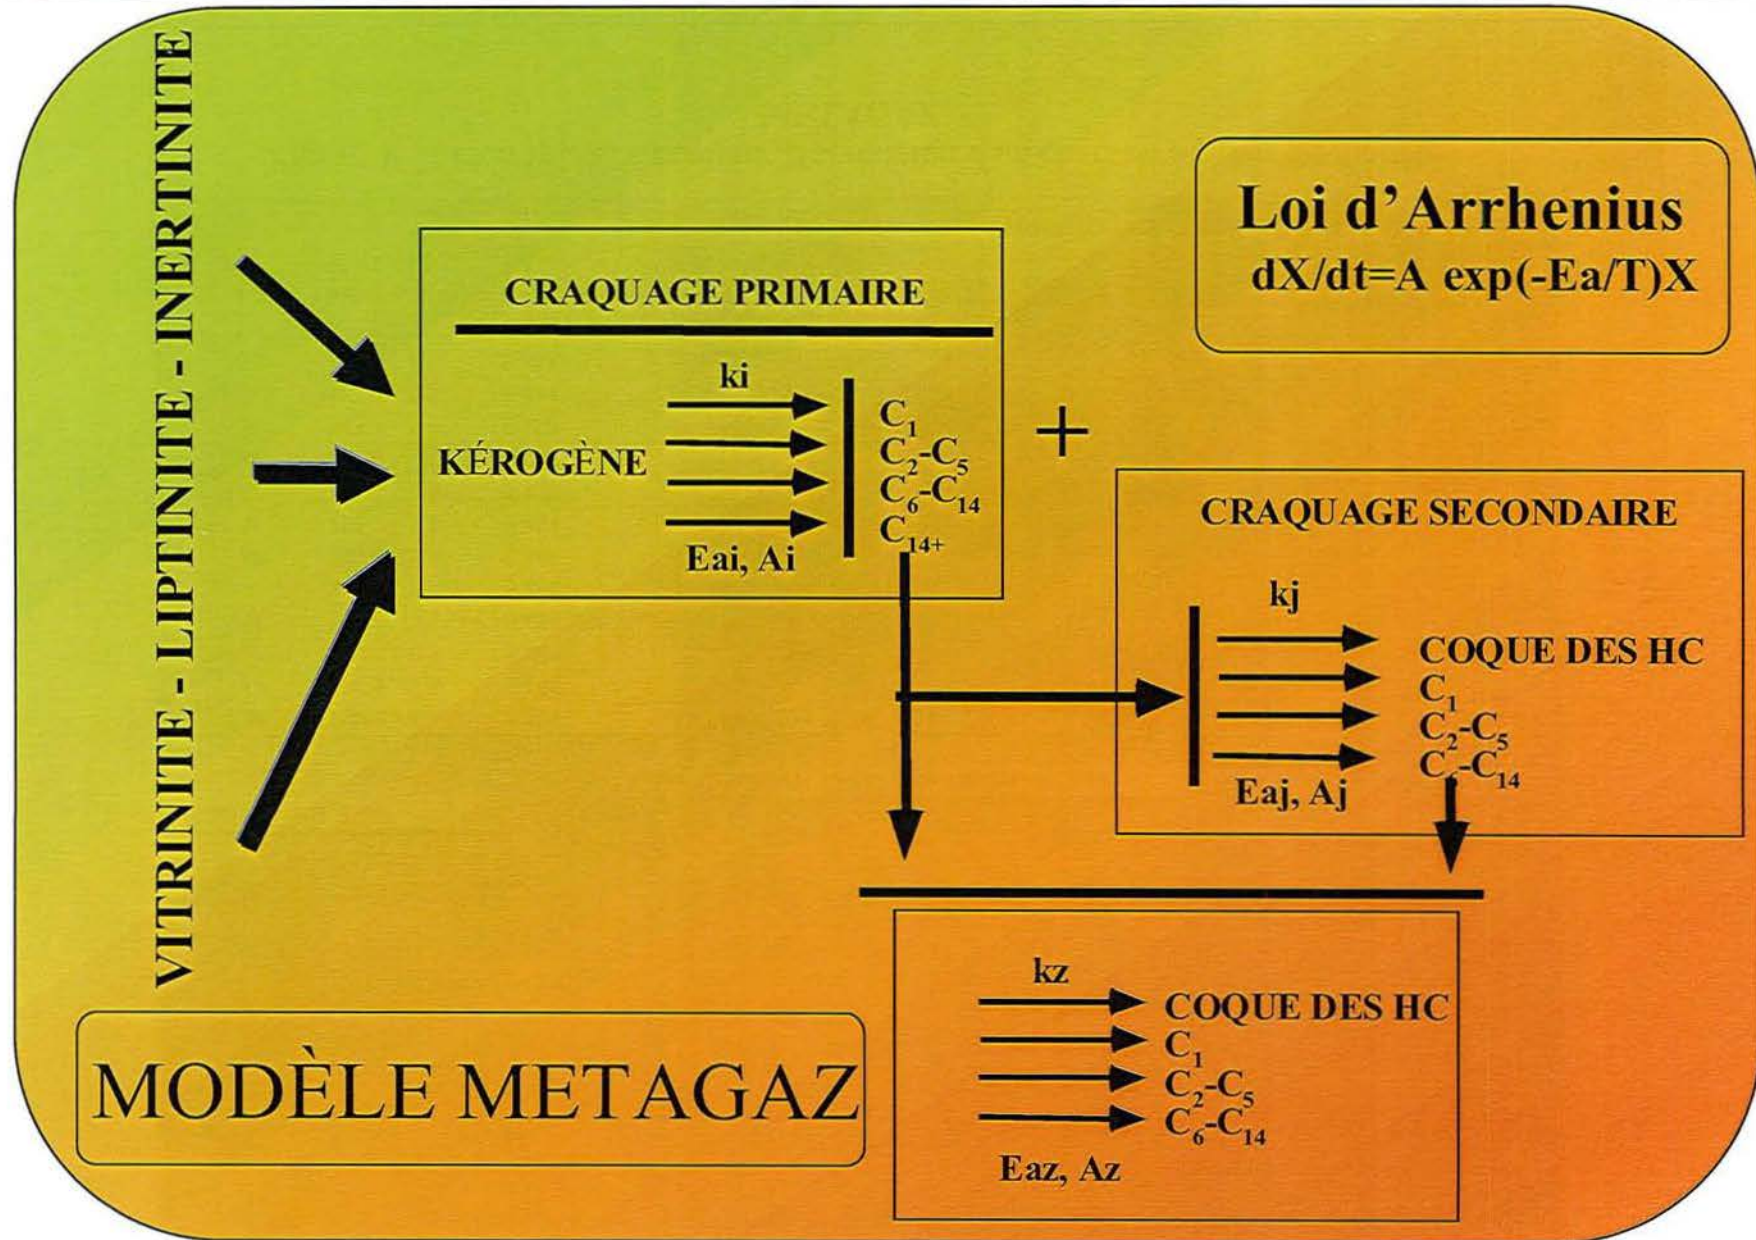 VITRINITE - LIPTINITE - INERTINITE
Loi d’Arrhenius
dX/dt=A exp(-Ea/T)X
CRAQUAGE PRIMAIRE
ki
KÉROGÈNE
C₁
C₂-C₅
C₆-C₁₄
C₁₄₊
Eai, Ai
+
CRAQUAGE SECONDAIRE
kj
COQUE DES HC
C₁
C₂-C₅
C₆-C₁₄
Eaj, Aj
kz
COQUE DES HC
C₁
C₂-C₅
C₆-C₁₄
Eaz, Az
MODÈLE METAGAZ